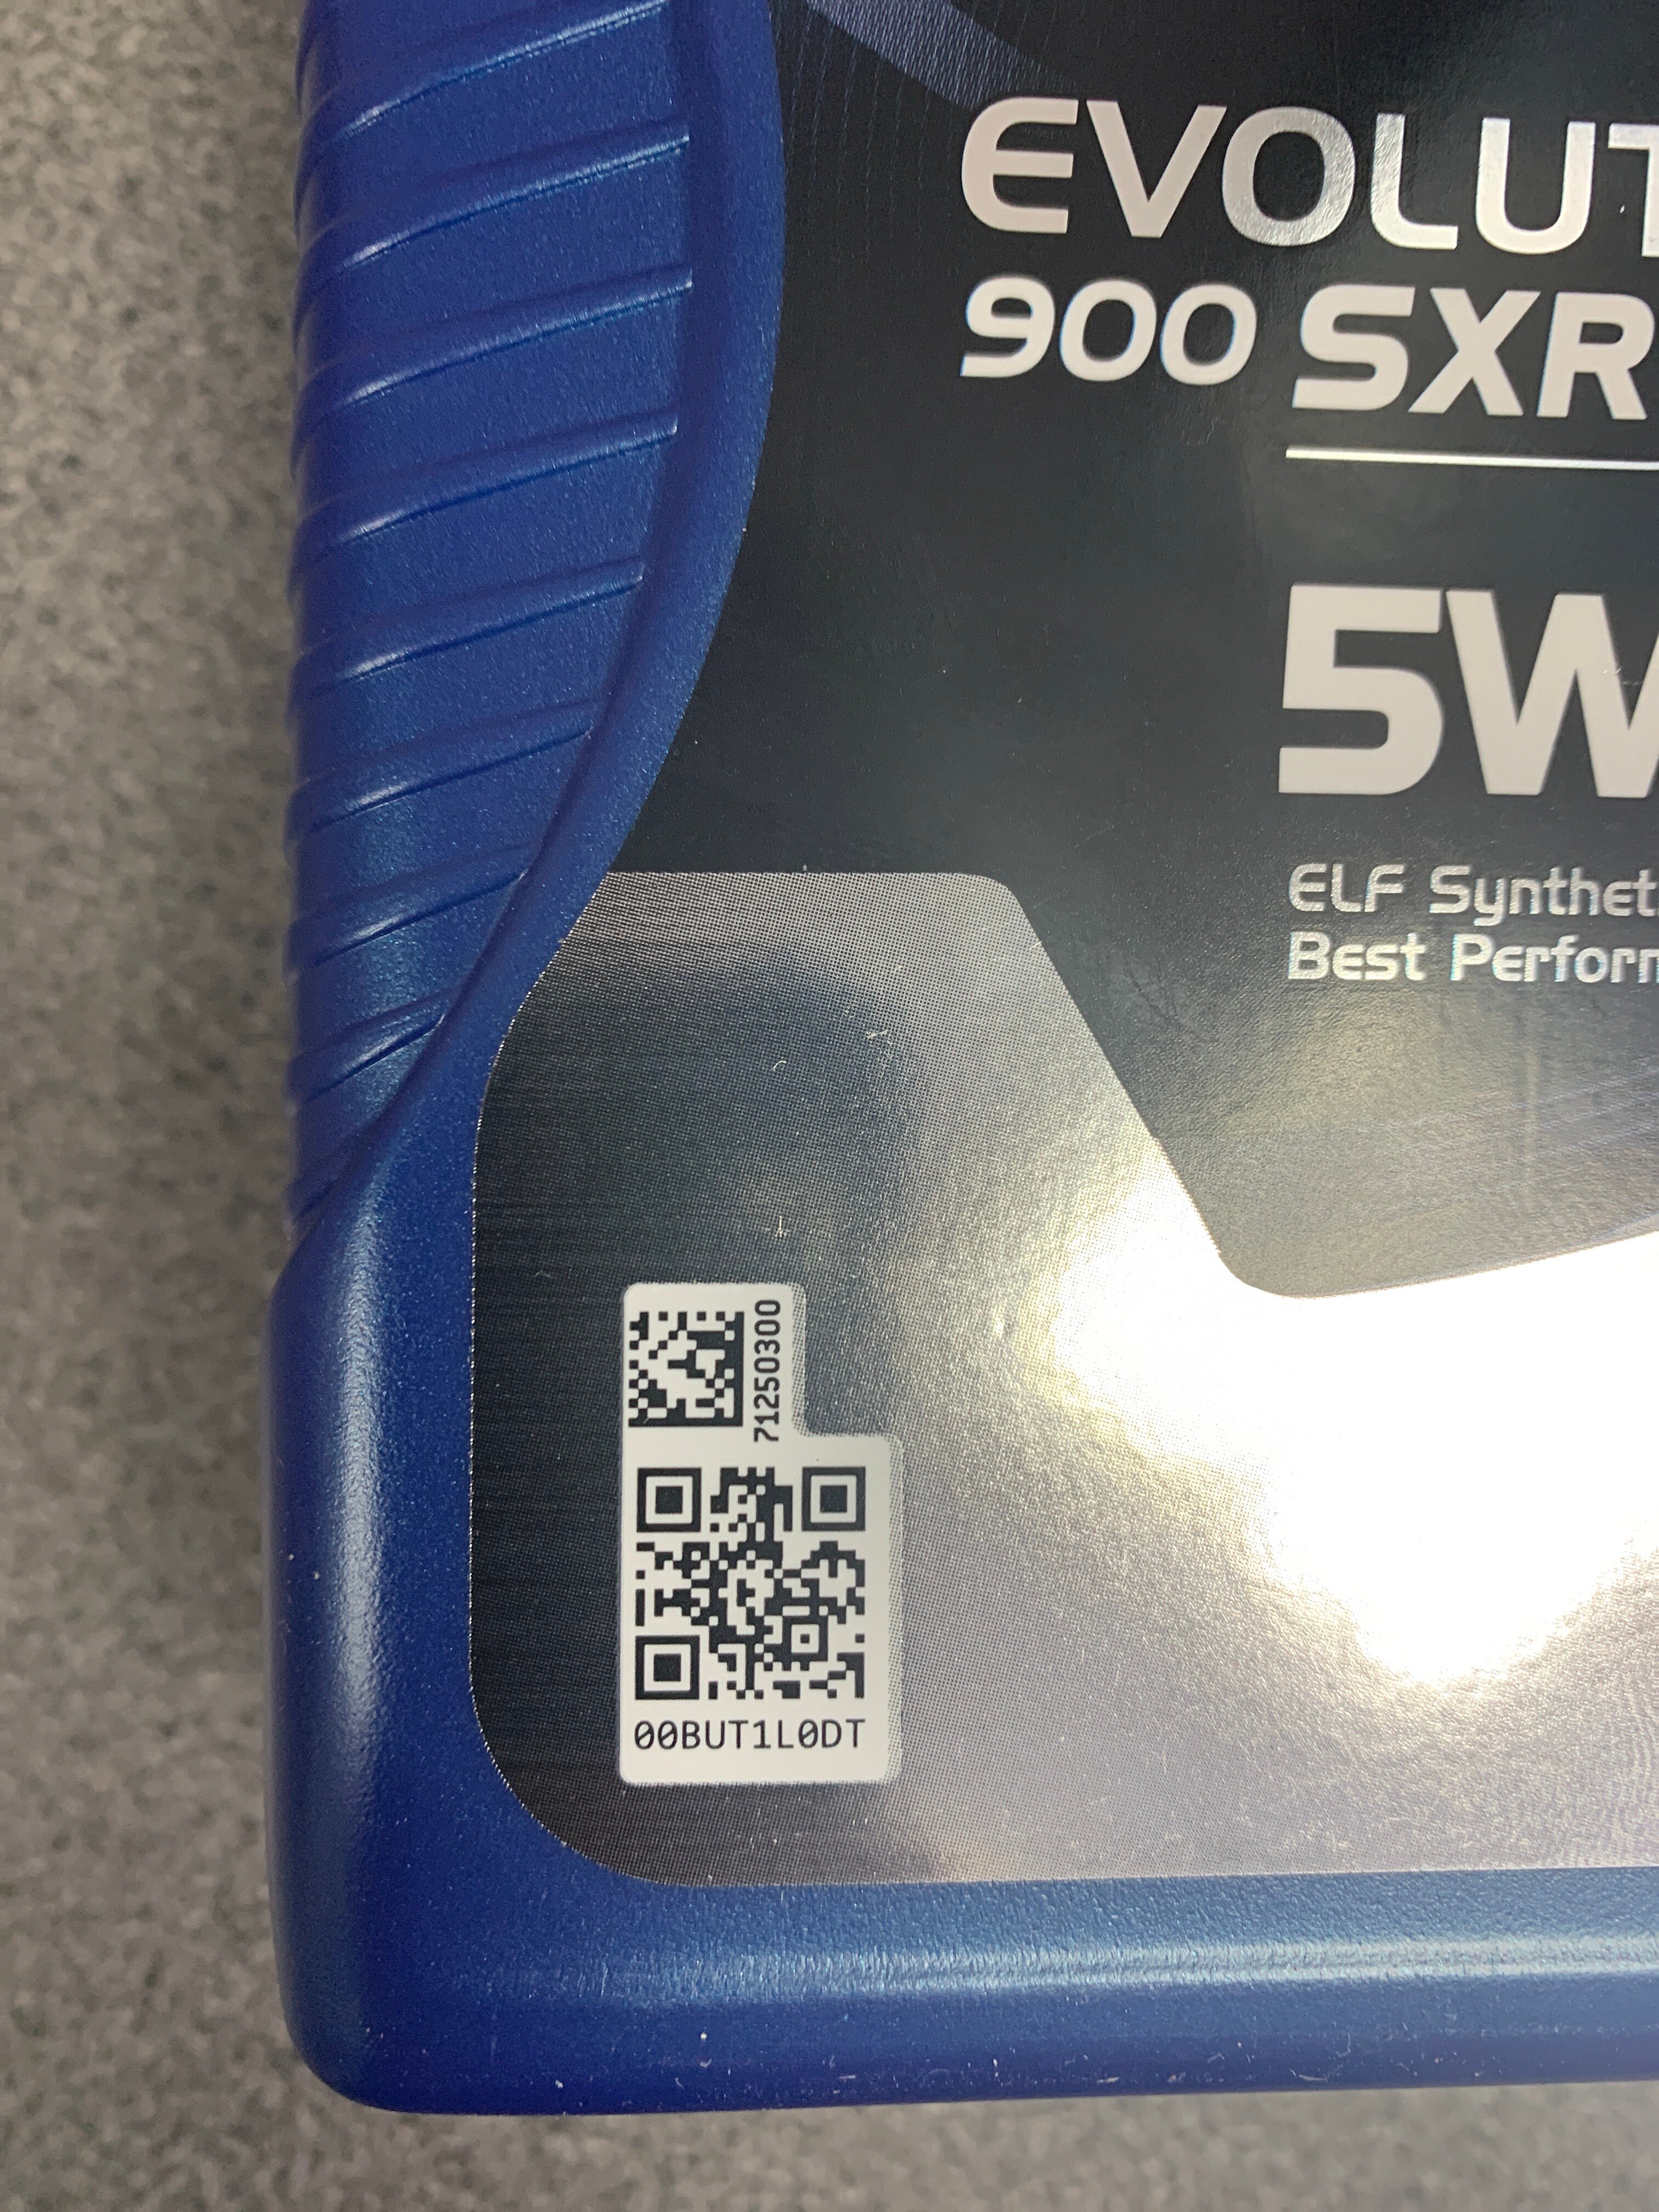 EVOLUT
900 SXR
5W
ELF Synthet
Best Perform
71250300
00BUT1L0DT